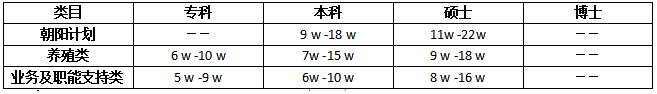 类目 专科 本科 硕士 博士
朝阳计划 －－ 9 w -18 w 11w -22w －－
养殖类 6 w -10 w 7w -15 w 9 w -18 w －－
业务及职能支持类 5 w -9 w 6w -10 w 8 w -16 w －－